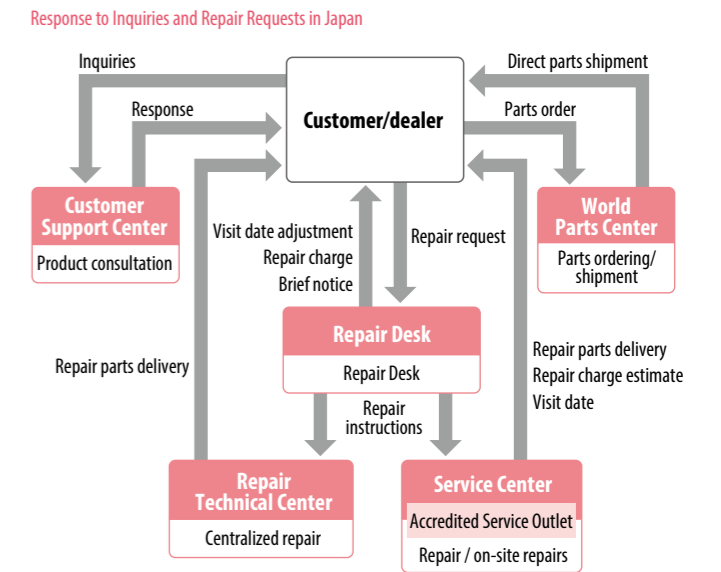 Response to Inquiries and Repair Requests in Japan
Inquiries
Direct parts shipment
Response
Customer/dealer
Parts order
Customer
Support Center
Product consultation
World
Parts Center
Parts ordering/
shipment
Visit date adjustment
Repair charge
Brief notice
Repair request
Repair Desk
Repair Desk
Repair parts delivery
Repair parts delivery
Repair charge estimate
Visit date
Repair
instructions
Repair
Technical Center
Centralized repair
Service Center
Accredited Service Outlet
Repair / on-site repairs